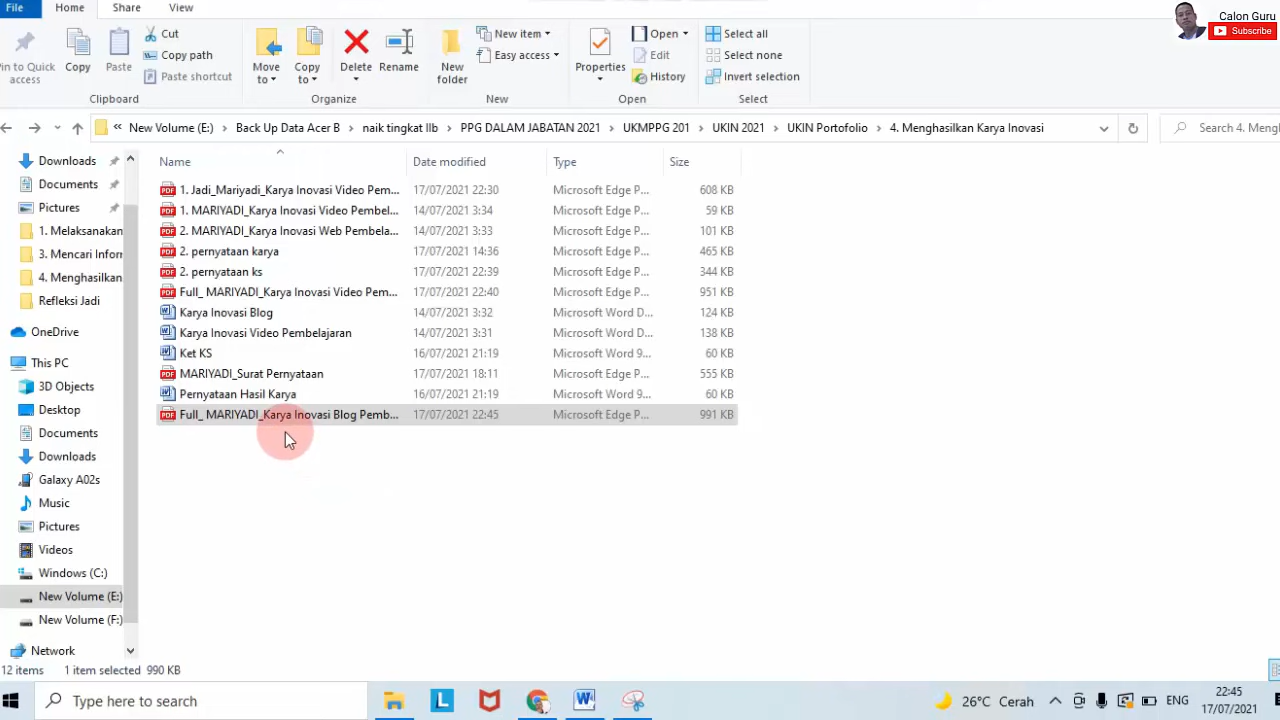 File Home Share View
Calon Guru
Subscribe
Pin to Quick access
Copy
Paste
Cut
Copy path
Paste shortcut
Clipboard
Move to
Copy to
Delete
Rename
Organize
New folder
New item
Easy access
New
Properties
Open
Edit
History
Open
Select all
Select none
Invert selection
Select
« New Volume (E:) > Back Up Data Acer B > naik tingkat IIb > PPG DALAM JABATAN 2021 > UKMPPG 201 > UKIN 2021 > UKIN Portofolio > 4. Menghasilkan Karya Inovasi
Search 4. Mengl
Downloads
Documents
Pictures
1. Melaksanakan
3. Mencari Inforr
4. Menghasilkan
Refleksi Jadi
OneDrive
This PC
3D Objects
Desktop
Documents
Downloads
Galaxy A02s
Music
Pictures
Videos
Windows (C:)
New Volume (E:)
New Volume (F:)
Network
Name Date modified Type Size
1. Jadi_Mariyadi_Karya Inovasi Video Pem... 17/07/2021 22:30 Microsoft Edge P... 608 KB
1. MARIYADI_Karya Inovasi Video Pembel... 14/07/2021 3:34 Microsoft Edge P... 59 KB
2. MARIYADI_Karya Inovasi Web Pembela... 14/07/2021 3:33 Microsoft Edge P... 101 KB
2. pernyataan karya 17/07/2021 14:36 Microsoft Edge P... 465 KB
2. pernyataan ks 17/07/2021 22:39 Microsoft Edge P... 344 KB
Full_ MARIYADI_Karya Inovasi Video Pem... 17/07/2021 22:40 Microsoft Edge P... 951 KB
Karya Inovasi Blog 14/07/2021 3:32 Microsoft Word D... 124 KB
Karya Inovasi Video Pembelajaran 14/07/2021 3:31 Microsoft Word D... 138 KB
Ket KS 16/07/2021 21:19 Microsoft Word 9... 60 KB
MARIYADI_Surat Pernyataan 17/07/2021 18:11 Microsoft Edge P... 555 KB
Pernyataan Hasil Karya 16/07/2021 21:19 Microsoft Word 9... 60 KB
Full_ MARIYADI_Karya Inovasi Blog Pemb... 17/07/2021 22:45 Microsoft Edge P... 991 KB
12 items 1 item selected 990 KB
Type here to search
26°C Cerah
ENG
22:45
17/07/2021